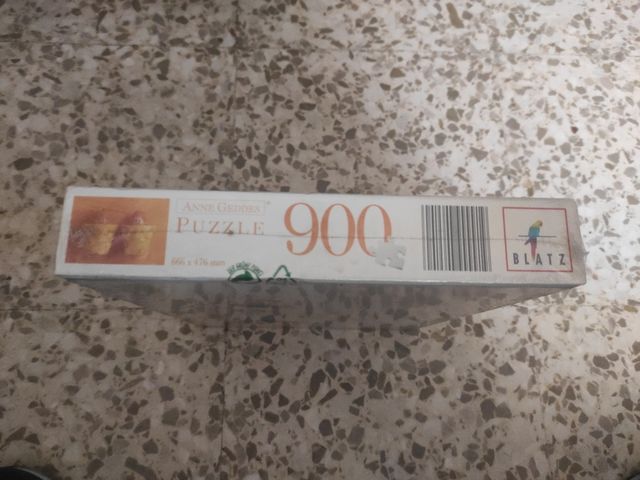 ANNE GEDDES®
PUZZLE
666 x 476 mm
900
BLATZ